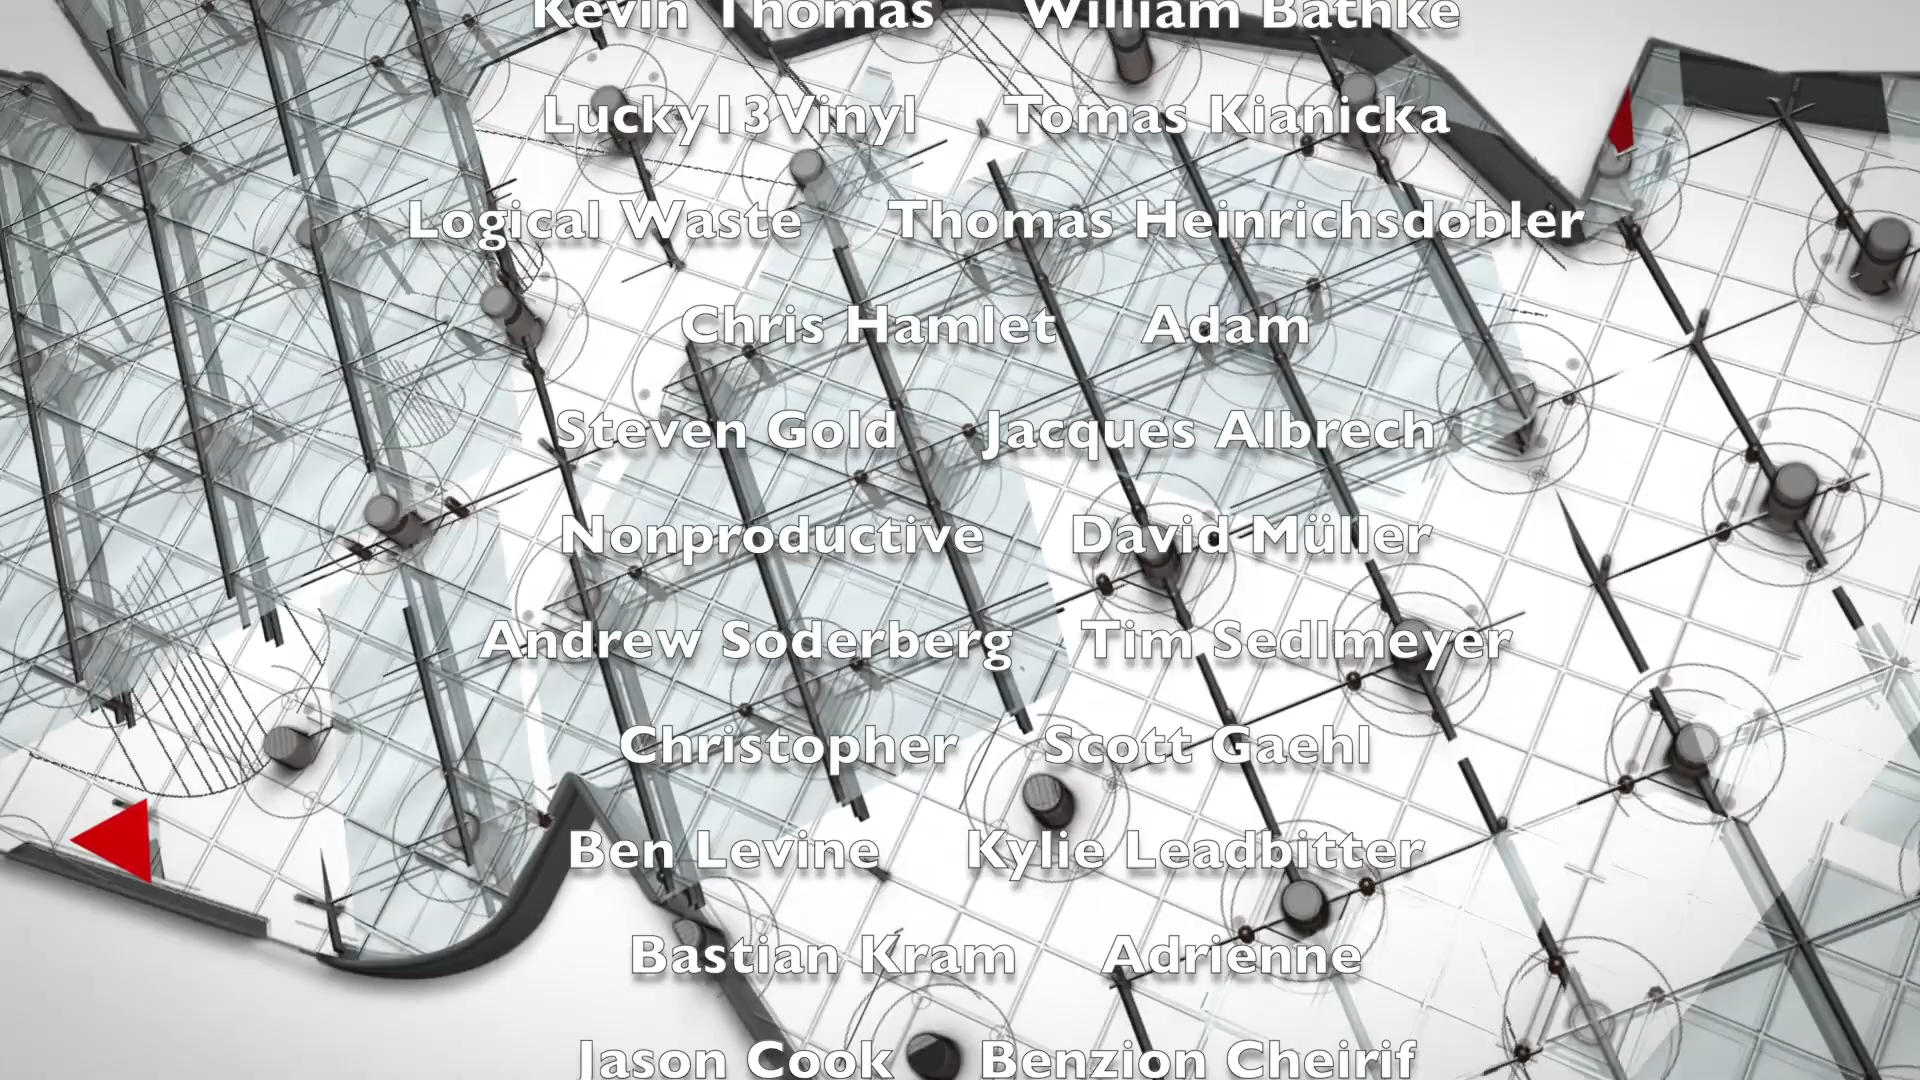 Kevin Thomas William Bathke
Lucky13Vinyl Tomas Kianicka
Logical Waste Thomas Heinrichsdobler
Chris Hamlet Adam
Steven Gold Jacques Albrech
Nonproductive David Müller
Andrew Soderberg Tim Sedlmeyer
Christopher Scott Gaehl
Ben Levine Kylie Leadbitter
Bastian Kram Adrienne
Jason Cook Benzion Cheirif